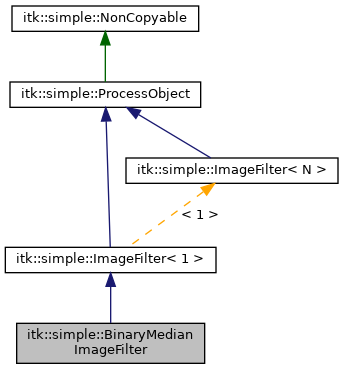 itk::simple::NonCopyable
itk::simple::ProcessObject
itk::simple::ImageFilter< N >
< 1 >
itk::simple::ImageFilter< 1 >
itk::simple::BinaryMedian
ImageFilter